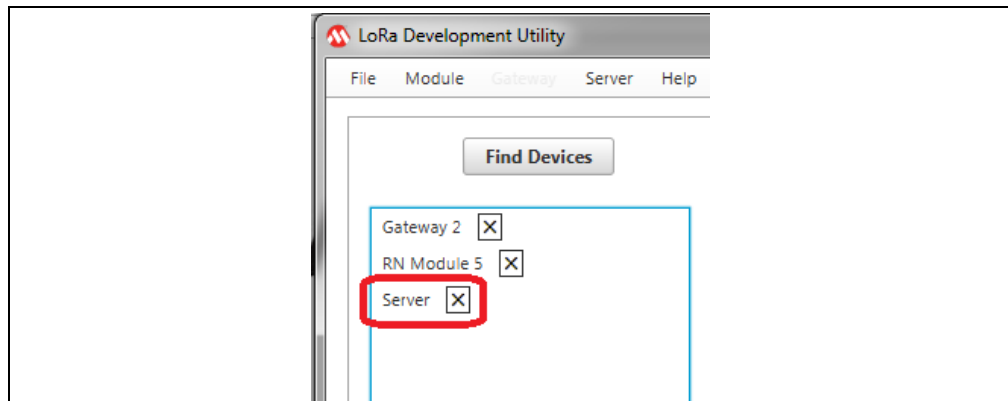 LoRa Development Utility
File Module Gateway Server Help
Find Devices
Gateway 2
RN Module 5
Server